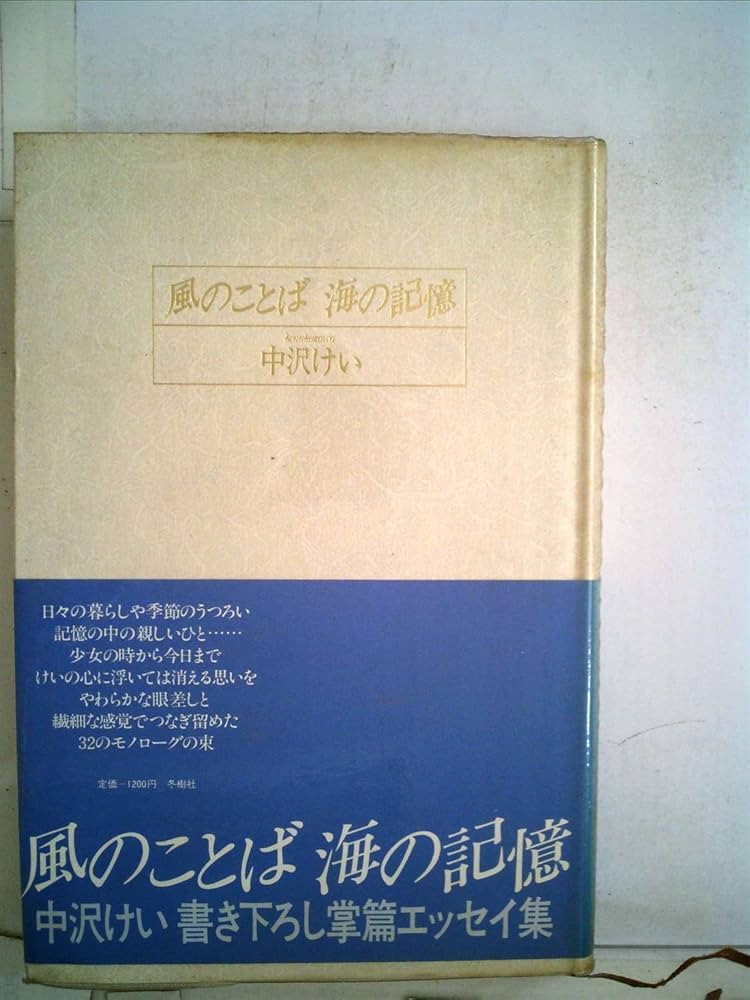 風のことば 海の記憶
中沢けい
日々の暮らしや季節のうつろい
記憶の中の親しいひと……
少女の時から今日まで
けいの心に浮いては消える思いを
やわらかな眼差しと
繊細な感覚でつなぎ留めた
32のモノローグの束
定価—1200円 冬樹社
風のことば 海の記憶
中沢けい 書き下ろし掌篇エッセイ集